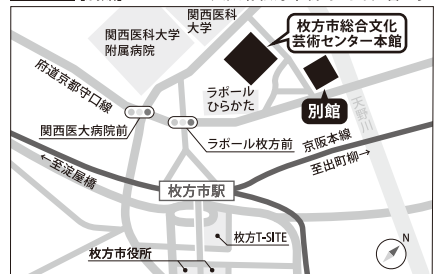 関西医科
大学
関西医科大学
附属病院
枚方市総合文化
芸術センター本館
ラポール
ひらかた
別館
府道京都守口線
天野川
関西医大病院前
ラポール枚方前
京阪本線
至出町柳→
←至淀屋橋
枚方市駅
枚方T-SITE
枚方市役所
N